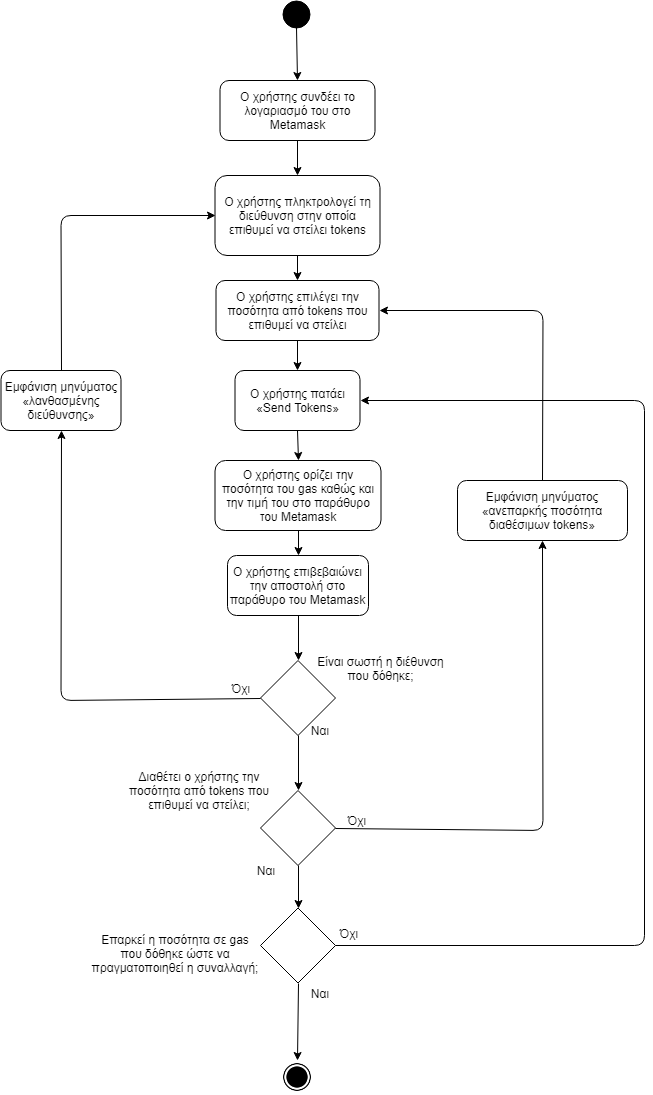 Ο χρήστης συνδέει το
λογαριασμό του στο
Metamask
Ο χρήστης πληκτρολογεί τη
διεύθυνση στην οποία
επιθυμεί να στείλει tokens
Ο χρήστης επιλέγει την
ποσότητα από tokens που
επιθυμεί να στείλει
Εμφάνιση μηνύματος
«λανθασμένης
διεύθυνσης»
Ο χρήστης πατάει
«Send Tokens»
Ο χρήστης ορίζει την
ποσότητα του gas καθώς και
την τιμή του στο παράθυρο
του Metamask
Εμφάνιση μηνύματος
«ανεπαρκής ποσότητα
διαθέσιμων tokens»
Ο χρήστης επιβεβαιώνει
την αποστολή στο
παράθυρο του Metamask
Είναι σωστή η διέθυνση
που δόθηκε;
Όχι
Ναι
Διαθέτει ο χρήστης την
ποσότητα από tokens που
επιθυμεί να στείλει;
Όχι
Ναι
Επαρκεί η ποσότητα σε gas
που δόθηκε ώστε να
πραγματοποιηθεί η συναλλαγή;
Όχι
Ναι